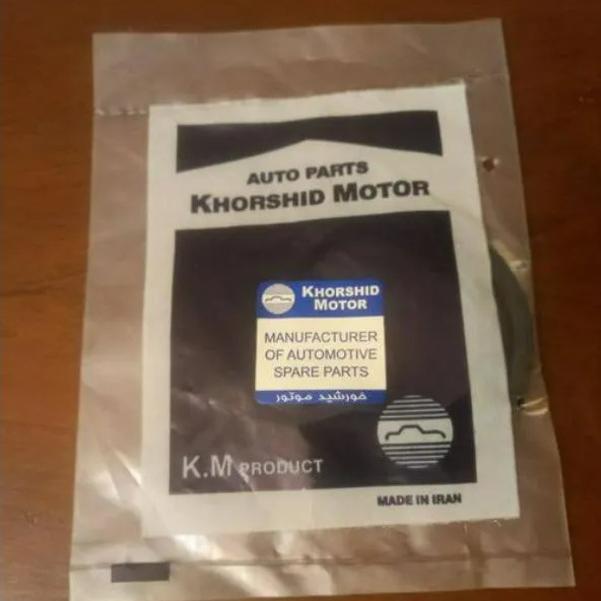 AUTO PARTS
KHORSHID MOTOR
KHORSHID
MOTOR
MANUFACTURER
OF AUTOMOTIVE
SPARE PARTS
خورشید موتور
K.M PRODUCT
MADE IN IRAN